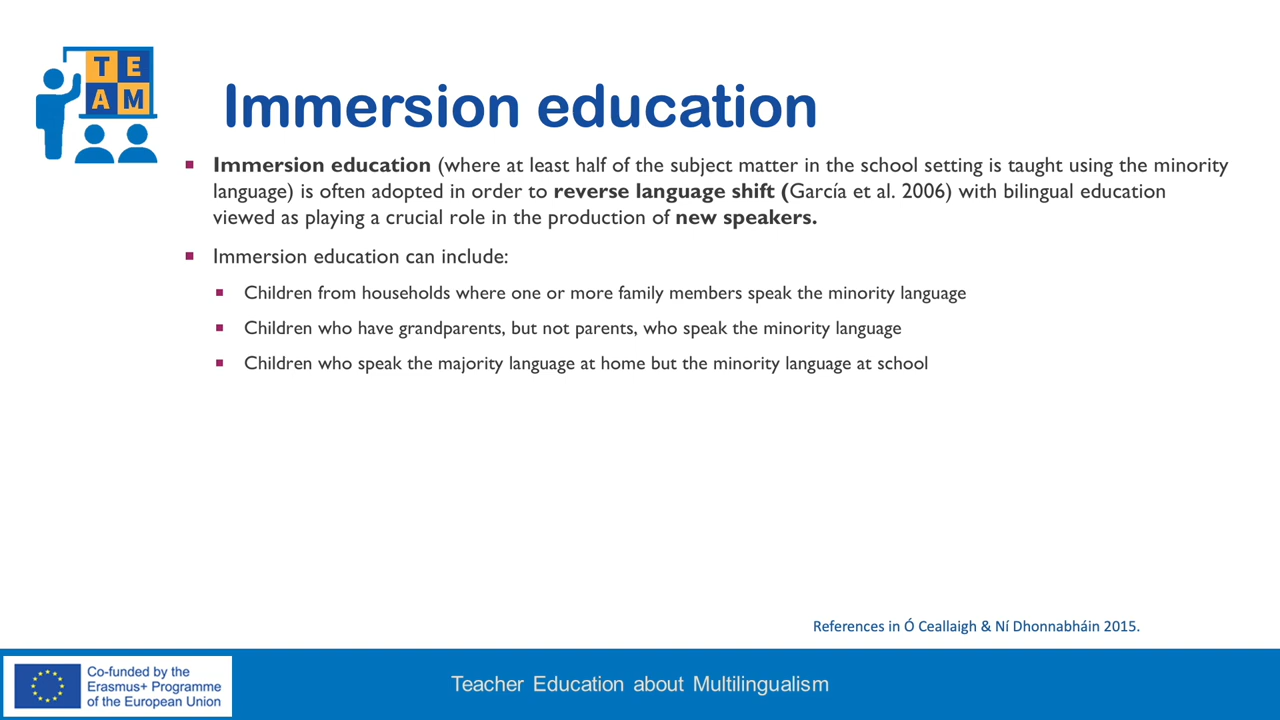 T E
A M
Immersion education
Immersion education (where at least half of the subject matter in the school setting is taught using the minority
language) is often adopted in order to reverse language shift (García et al. 2006) with bilingual education
viewed as playing a crucial role in the production of new speakers.
Immersion education can include:
Children from households where one or more family members speak the minority language
Children who have grandparents, but not parents, who speak the minority language
Children who speak the majority language at home but the minority language at school
References in Ó Ceallaigh & Ní Dhonnabháin 2015.
Co-funded by the
Erasmus+ Programme
of the European Union
Teacher Education about Multilingualism